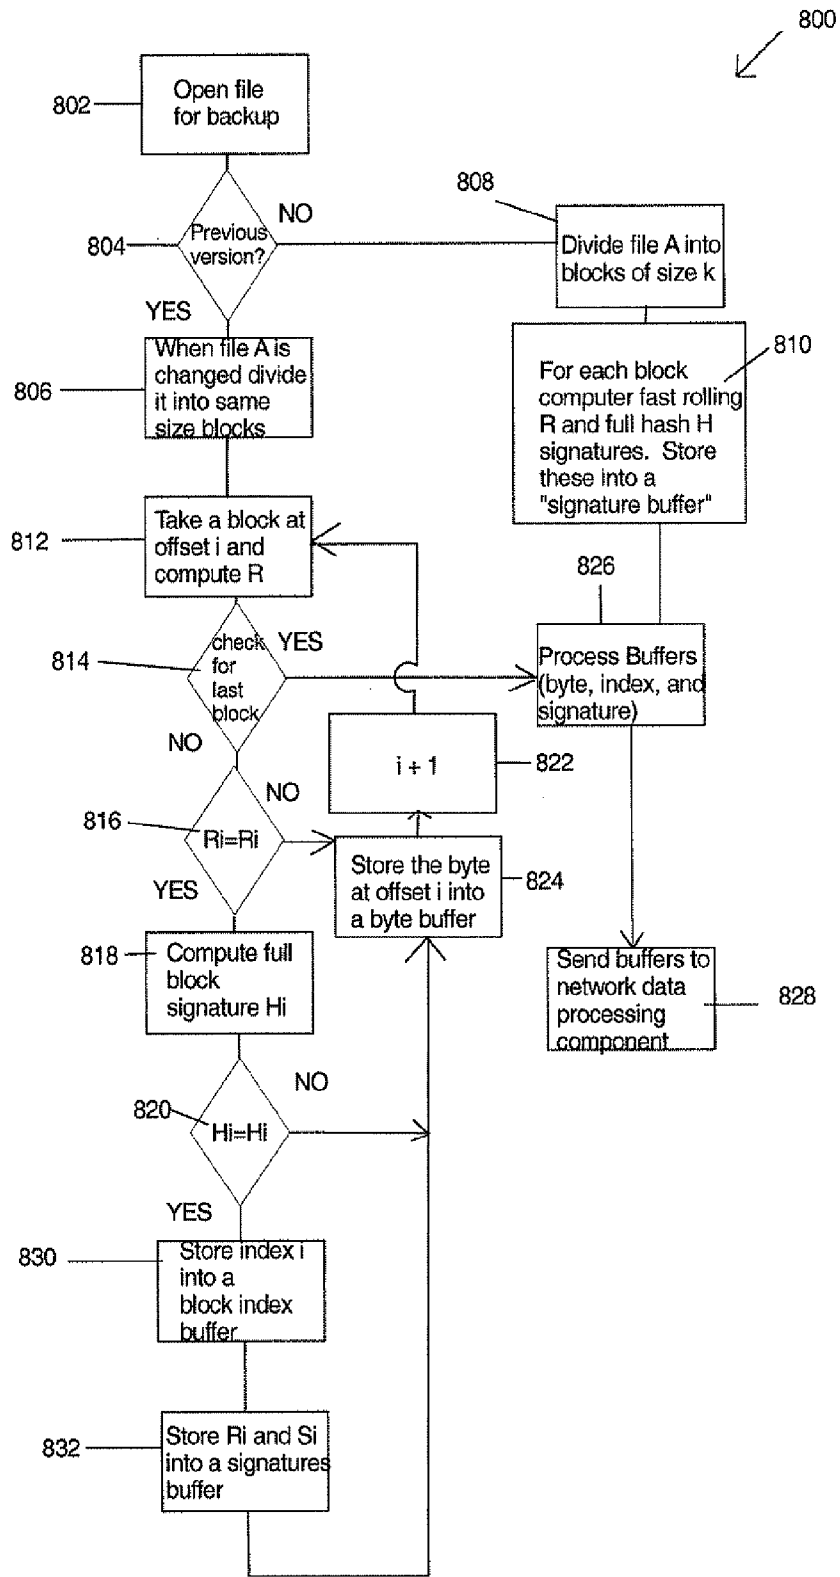 800
802
Open file
for backup
804
Previous
version?
NO
YES
808
Divide file A into
blocks of size k
806
When file A is
changed divide
it into same
size blocks
810
For each block
computer fast rolling
R and full hash H
signatures. Store
these into a
"signature buffer"
812
Take a block at
offset i and
compute R
814
check
for
last
block
YES
NO
826
Process Buffers
(byte, index, and
signature)
i + 1
822
816
Ri=Ri
NO
YES
Store the byte
at offset i into
a byte buffer
824
818
Compute full
block
signature Hi
Send buffers to
network data
processing
component
828
820
Hi=Hi
NO
YES
830
Store index i
into a
block index
buffer
832
Store Ri and Si
into a signatures
buffer